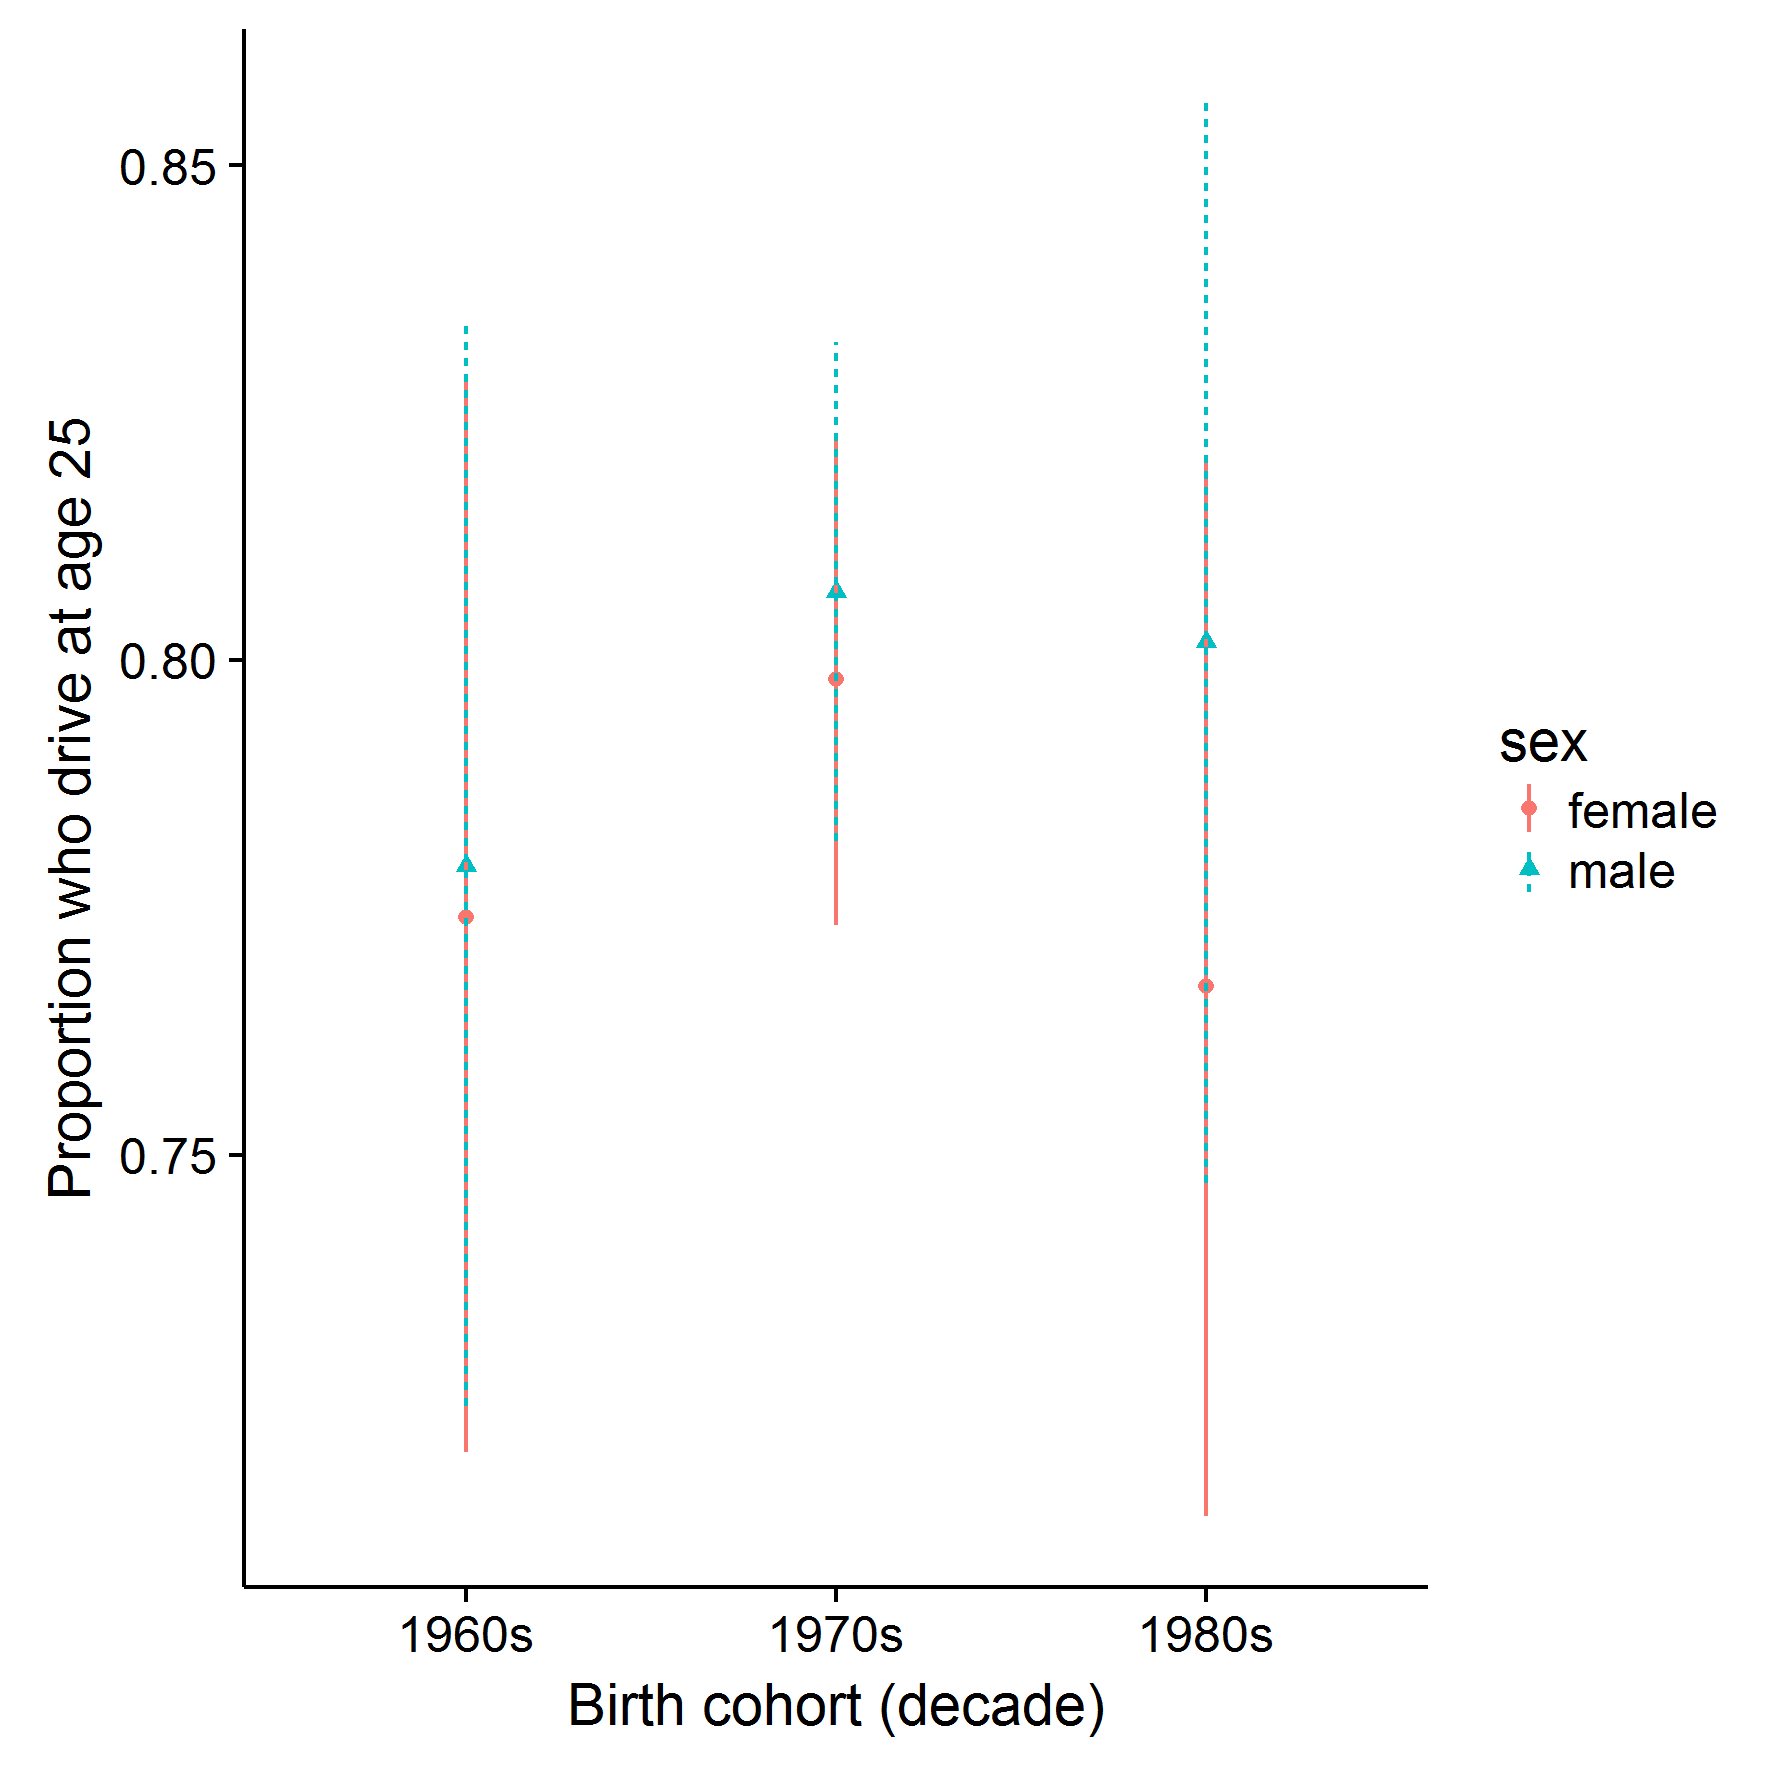 Proportion who drive at age 25
0.85
0.80
0.75
1960s
1970s
1980s
Birth cohort (decade)
sex
female
male